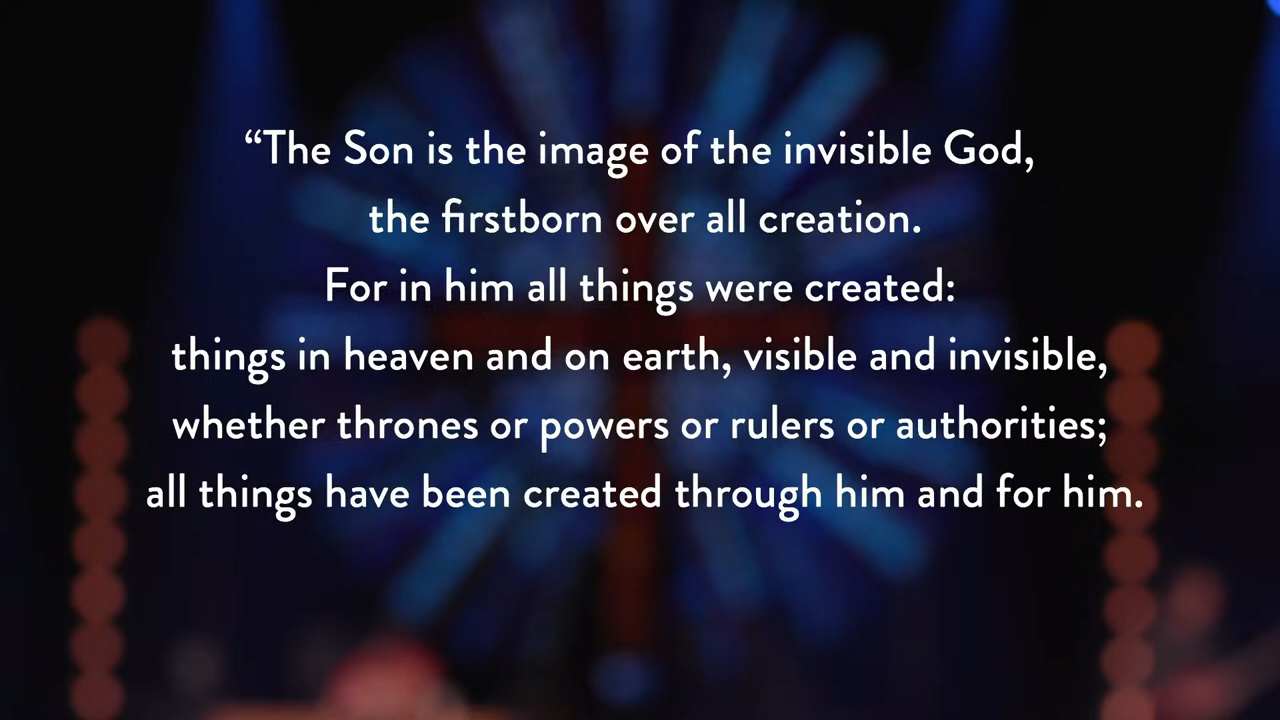 “The Son is the image of the invisible God,
the firstborn over all creation.
For in him all things were created:
things in heaven and on earth, visible and invisible,
whether thrones or powers or rulers or authorities;
all things have been created through him and for him.